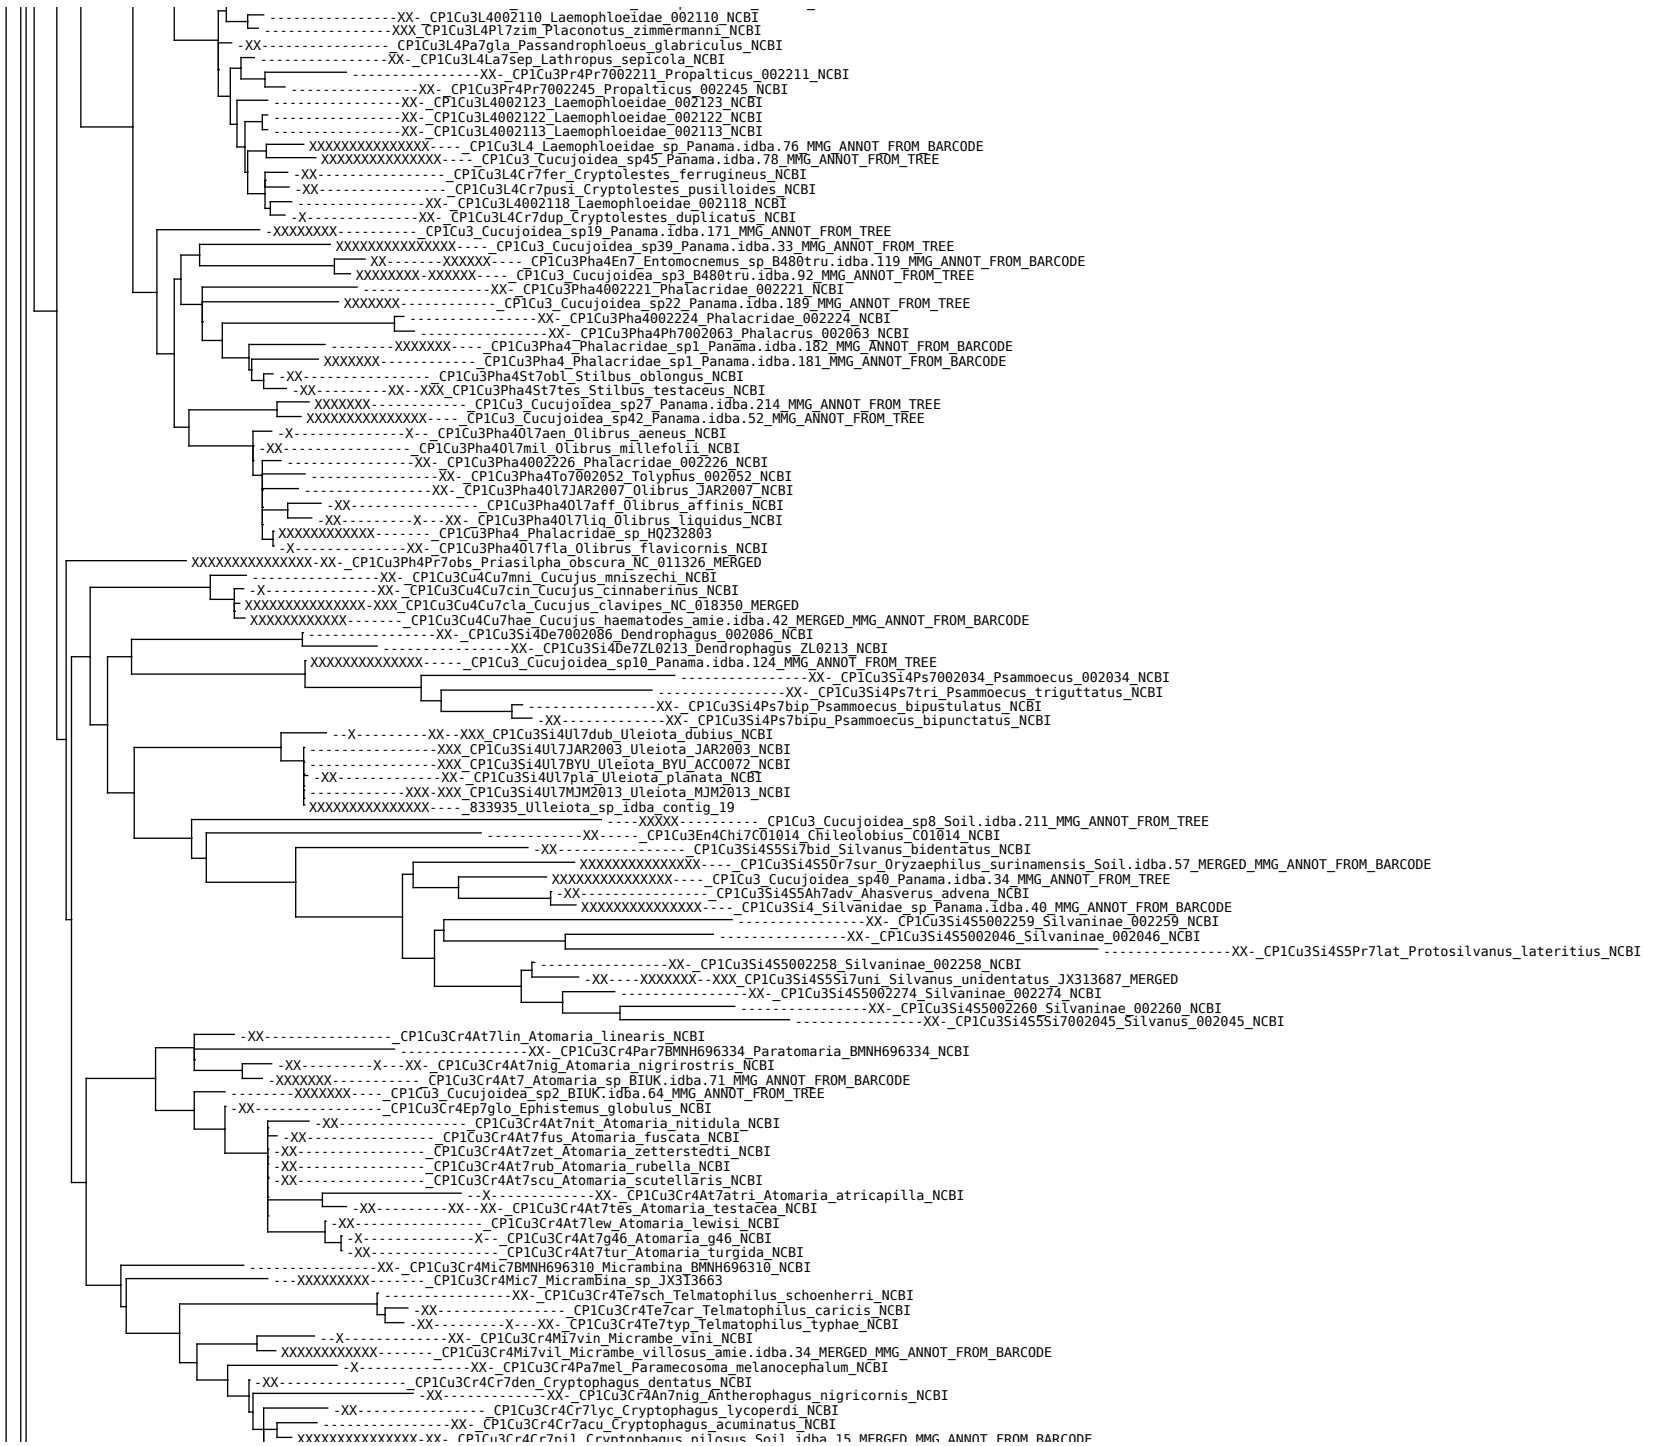 ----------------XX-_CP1Cu3L4002110_Laemophloeidae_002110_NCBI
----------------XXX_CP1Cu3L4Pl7zim_Placonotus_zimmermanni_NCBI
-XX----------------_CP1Cu3L4Pa7gla_Passandrophloeus_glabriculus_NCBI
----------------XX-_CP1Cu3L4La7sep_Lathropus_sepicola_NCBI
----------------XX-_CP1Cu3Pr4Pr7002211_Propalticus_002211_NCBI
----------------XX-_CP1Cu3Pr4Pr7002245_Propalticus_002245_NCBI
----------------XX-_CP1Cu3L4002123_Laemophloeidae_002123_NCBI
----------------XX-_CP1Cu3L4002122_Laemophloeidae_002122_NCBI
----------------XX-_CP1Cu3L4002113_Laemophloeidae_002113_NCBI
XXXXXXXXXXXXXXX----_CP1Cu3L4_Laemophloeidae_sp_Panama.idba.76_MMG_ANNOT_FROM_BARCODE
XXXXXXXXXXXXXXX----_CP1Cu3_Cucujoidea_sp45_Panama.idba.78_MMG_ANNOT_FROM_TREE
-XX----------------_CP1Cu3L4Cr7fer_Cryptolestes_ferrugineus_NCBI
-XX----------------_CP1Cu3L4Cr7pusi_Cryptolestes_pusilloides_NCBI
----------------XX-_CP1Cu3L4002118_Laemophloeidae_002118_NCBI
-X--------------XX-_CP1Cu3L4Cr7dup_Cryptolestes_duplicatus_NCBI
-XXXXXXXX----------_CP1Cu3_Cucujoidea_sp19_Panama.idba.171_MMG_ANNOT_FROM_TREE
XXXXXXXXXXXXXXX----_CP1Cu3_Cucujoidea_sp39_Panama.idba.33_MMG_ANNOT_FROM_TREE
XX-------XXXXXX----_CP1Cu3Pha4En7_Entomocnemus_sp_B480tru.idba.119_MMG_ANNOT_FROM_BARCODE
XXXXXXXX-XXXXXX----_CP1Cu3_Cucujoidea_sp3_B480tru.idba.92_MMG_ANNOT_FROM_TREE
----------------XX-_CP1Cu3Pha4002221_Phalacridae_002221_NCBI
XXXXXXX------------_CP1Cu3_Cucujoidea_sp22_Panama.idba.189_MMG_ANNOT_FROM_TREE
----------------XX-_CP1Cu3Pha4002224_Phalacridae_002224_NCBI
----------------XX-_CP1Cu3Pha4Ph7002063_Phalacrus_002063_NCBI
--------XXXXXXX----_CP1Cu3Pha4_Phalacridae_sp1_Panama.idba.182_MMG_ANNOT_FROM_BARCODE
XXXXXXX------------_CP1Cu3Pha4_Phalacridae_sp1_Panama.idba.181_MMG_ANNOT_FROM_BARCODE
-XX----------------_CP1Cu3Pha4St7obl_Stilbus_oblongus_NCBI
-XX---------XX--XXX_CP1Cu3Pha4St7tes_Stilbus_testaceus_NCBI
XXXXXXX------------_CP1Cu3_Cucujoidea_sp27_Panama.idba.214_MMG_ANNOT_FROM_TREE
XXXXXXXXXXXXXXX----_CP1Cu3_Cucujoidea_sp42_Panama.idba.52_MMG_ANNOT_FROM_TREE
-X--------------X--_CP1Cu3Pha4Ol7aen_Olibrus_aeneus_NCBI
-XX----------------_CP1Cu3Pha4Ol7mil_Olibrus_millefolii_NCBI
----------------XX-_CP1Cu3Pha4002226_Phalacridae_002226_NCBI
----------------XX-_CP1Cu3Pha4To7002052_Tolyphus_002052_NCBI
----------------XX-_CP1Cu3Pha4Ol7JAR2007_Olibrus_JAR2007_NCBI
-XX----------------_CP1Cu3Pha4Ol7aff_Olibrus_affinis_NCBI
-XX---------X---XX-_CP1Cu3Pha4Ol7liq_Olibrus_liquidus_NCBI
XXXXXXXXXXXX-------_CP1Cu3Pha4_Phalacridae_sp_HQ232803
-X--------------XX-_CP1Cu3Pha4Ol7fla_Olibrus_flavicornis_NCBI
XXXXXXXXXXXXXXX-XX-_CP1Cu3Ph4Pr7obs_Priasilpha_obscura_NC_011326_MERGED
----------------XX-_CP1Cu3Cu4Cu7mni_Cucujus_mniszechi_NCBI
-X--------------XX-_CP1Cu3Cu4Cu7cin_Cucujus_cinnaberinus_NCBI
XXXXXXXXXXXXXXX-XXX_CP1Cu3Cu4Cu7cla_Cucujus_clavipes_NC_018350_MERGED
XXXXXXXXXXXX-------_CP1Cu3Cu4Cu7hae_Cucujus_haematodes_amie.idba.42_MERGED_MMG_ANNOT_FROM_BARCODE
----------------XX-_CP1Cu3Si4De7002086_Dendrophagus_002086_NCBI
----------------XX-_CP1Cu3Si4De7ZL0213_Dendrophagus_ZL0213_NCBI
XXXXXXXXXXXXXX-----_CP1Cu3_Cucujoidea_sp10_Panama.idba.124_MMG_ANNOT_FROM_TREE
----------------XX-_CP1Cu3Si4Ps7002034_Psammoecus_002034_NCBI
----------------XX-_CP1Cu3Si4Ps7tri_Psammoecus_triguttatus_NCBI
----------------XX-_CP1Cu3Si4Ps7bip_Psammoecus_bipustulatus_NCBI
-XX-------------XX-_CP1Cu3Si4Ps7bipu_Psammoecus_bipunctatus_NCBI
--X---------XX--XXX_CP1Cu3Si4Ul7dub_Uleiota_dubius_NCBI
----------------XXX_CP1Cu3Si4Ul7JAR2003_Uleiota_JAR2003_NCBI
----------------XXX_CP1Cu3Si4Ul7BYU_Uleiota_BYU_ACCO072_NCBI
-XX-------------XX-_CP1Cu3Si4Ul7pla_Uleiota_planata_NCBI
------------XXX-XXX_CP1Cu3Si4Ul7MJM2013_Uleiota_MJM2013_NCBI
XXXXXXXXXXXXXXX----_833935_Ulleiota_sp_idba_contig_19
----XXXXX----------_CP1Cu3_Cucujoidea_sp8_Soil.idba.211_MMG_ANNOT_FROM_TREE
------------XX-----_CP1Cu3En4Chi7CO1014_Chileolobius_CO1014_NCBI
-XX----------------_CP1Cu3Si4S5Si7bid_Silvanus_bidentatus_NCBI
XXXXXXXXXXXXXXX----_CP1Cu3Si4S5Or7sur_Oryzaephilus_surinamensis_Soil.idba.57_MERGED_MMG_ANNOT_FROM_BARCODE
XXXXXXXXXXXXXXX----_CP1Cu3_Cucujoidea_sp40_Panama.idba.34_MMG_ANNOT_FROM_TREE
-XX----------------_CP1Cu3Si4S5Ah7adv_Ahasverus_advena_NCBI
XXXXXXXXXXXXXXX----_CP1Cu3Si4_Silvanidae_sp_Panama.idba.40_MMG_ANNOT_FROM_BARCODE
----------------XX-_CP1Cu3Si4S5002259_Silvaninae_002259_NCBI
----------------XX-_CP1Cu3Si4S5002046_Silvaninae_002046_NCBI
----------------XX-_CP1Cu3Si4S5Pr7lat_Protosilvanus_lateritius_NCBI
----------------XX-_CP1Cu3Si4S5002258_Silvaninae_002258_NCBI
-XX----XXXXXXX--XXX_CP1Cu3Si4S5Si7uni_Silvanus_unidentatus_JX313687_MERGED
----------------XX-_CP1Cu3Si4S5002274_Silvaninae_002274_NCBI
----------------XX-_CP1Cu3Si4S5002260_Silvaninae_002260_NCBI
----------------XX-_CP1Cu3Si4S5Si7002045_Silvanus_002045_NCBI
-XX----------------_CP1Cu3Cr4At7lin_Atomaria_linearis_NCBI
----------------XX-_CP1Cu3Cr4Par7BMNH696334_Paratomaria_BMNH696334_NCBI
-XX---------X---XX-_CP1Cu3Cr4At7nig_Atomaria_nigrirostris_NCBI
-XXXXXXX-----------_CP1Cu3Cr4At7_Atomaria_sp_BIUK.idba.71_MMG_ANNOT_FROM_BARCODE
--------XXXXXXX----_CP1Cu3_Cucujoidea_sp2_BIUK.idba.64_MMG_ANNOT_FROM_TREE
-XX----------------_CP1Cu3Cr4Ep7glo_Ephistemus_globulus_NCBI
-XX----------------_CP1Cu3Cr4At7nit_Atomaria_nitidula_NCBI
-XX----------------_CP1Cu3Cr4At7fus_Atomaria_fuscata_NCBI
-XX----------------_CP1Cu3Cr4At7zet_Atomaria_zetterstedti_NCBI
-XX----------------_CP1Cu3Cr4At7rub_Atomaria_rubella_NCBI
-XX----------------_CP1Cu3Cr4At7scu_Atomaria_scutellaris_NCBI
--X-------------XX-_CP1Cu3Cr4At7atri_Atomaria_atricapilla_NCBI
-XX---------XX--XX-_CP1Cu3Cr4At7tes_Atomaria_testacea_NCBI
-XX----------------_CP1Cu3Cr4At7lew_Atomaria_lewisi_NCBI
-X--------------X--_CP1Cu3Cr4At7g46_Atomaria_g46_NCBI
-XX----------------_CP1Cu3Cr4At7tur_Atomaria_turgida_NCBI
----------------XX-_CP1Cu3Cr4Mic7BMNH696310_Micrambina_BMNH696310_NCBI
---XXXXXXXXX-------_CP1Cu3Cr4Mic7_Micrambina_sp_JX313663
----------------XX-_CP1Cu3Cr4Te7sch_Telmatophilus_schoenherri_NCBI
-XX----------------_CP1Cu3Cr4Te7car_Telmatophilus_caricis_NCBI
-XX---------X---XX-_CP1Cu3Cr4Te7typ_Telmatophilus_typhae_NCBI
--X-------------XX-_CP1Cu3Cr4Mi7vin_Micrambe_vini_NCBI
XXXXXXXXXXXX-------_CP1Cu3Cr4Mi7vil_Micrambe_villosus_amie.idba.34_MERGED_MMG_ANNOT_FROM_BARCODE
-X--------------XX-_CP1Cu3Cr4Pa7mel_Paramecosoma_melanocephalum_NCBI
-XX----------------_CP1Cu3Cr4Cr7den_Cryptophagus_dentatus_NCBI
-XX-------------XX-_CP1Cu3Cr4An7nig_Antherophagus_nigricornis_NCBI
-XX----------------_CP1Cu3Cr4Cr7lyc_Cryptophagus_lycoperdi_NCBI
----------------XX-_CP1Cu3Cr4Cr7acu_Cryptophagus_acuminatus_NCBI
XXXXXXXXXXXXXXX-XX-_CP1Cu3Cr4Cr7pil_Cryptophagus_pilosus_Soil.idba.15_MERGED_MMG_ANNOT_FROM_BARCODE